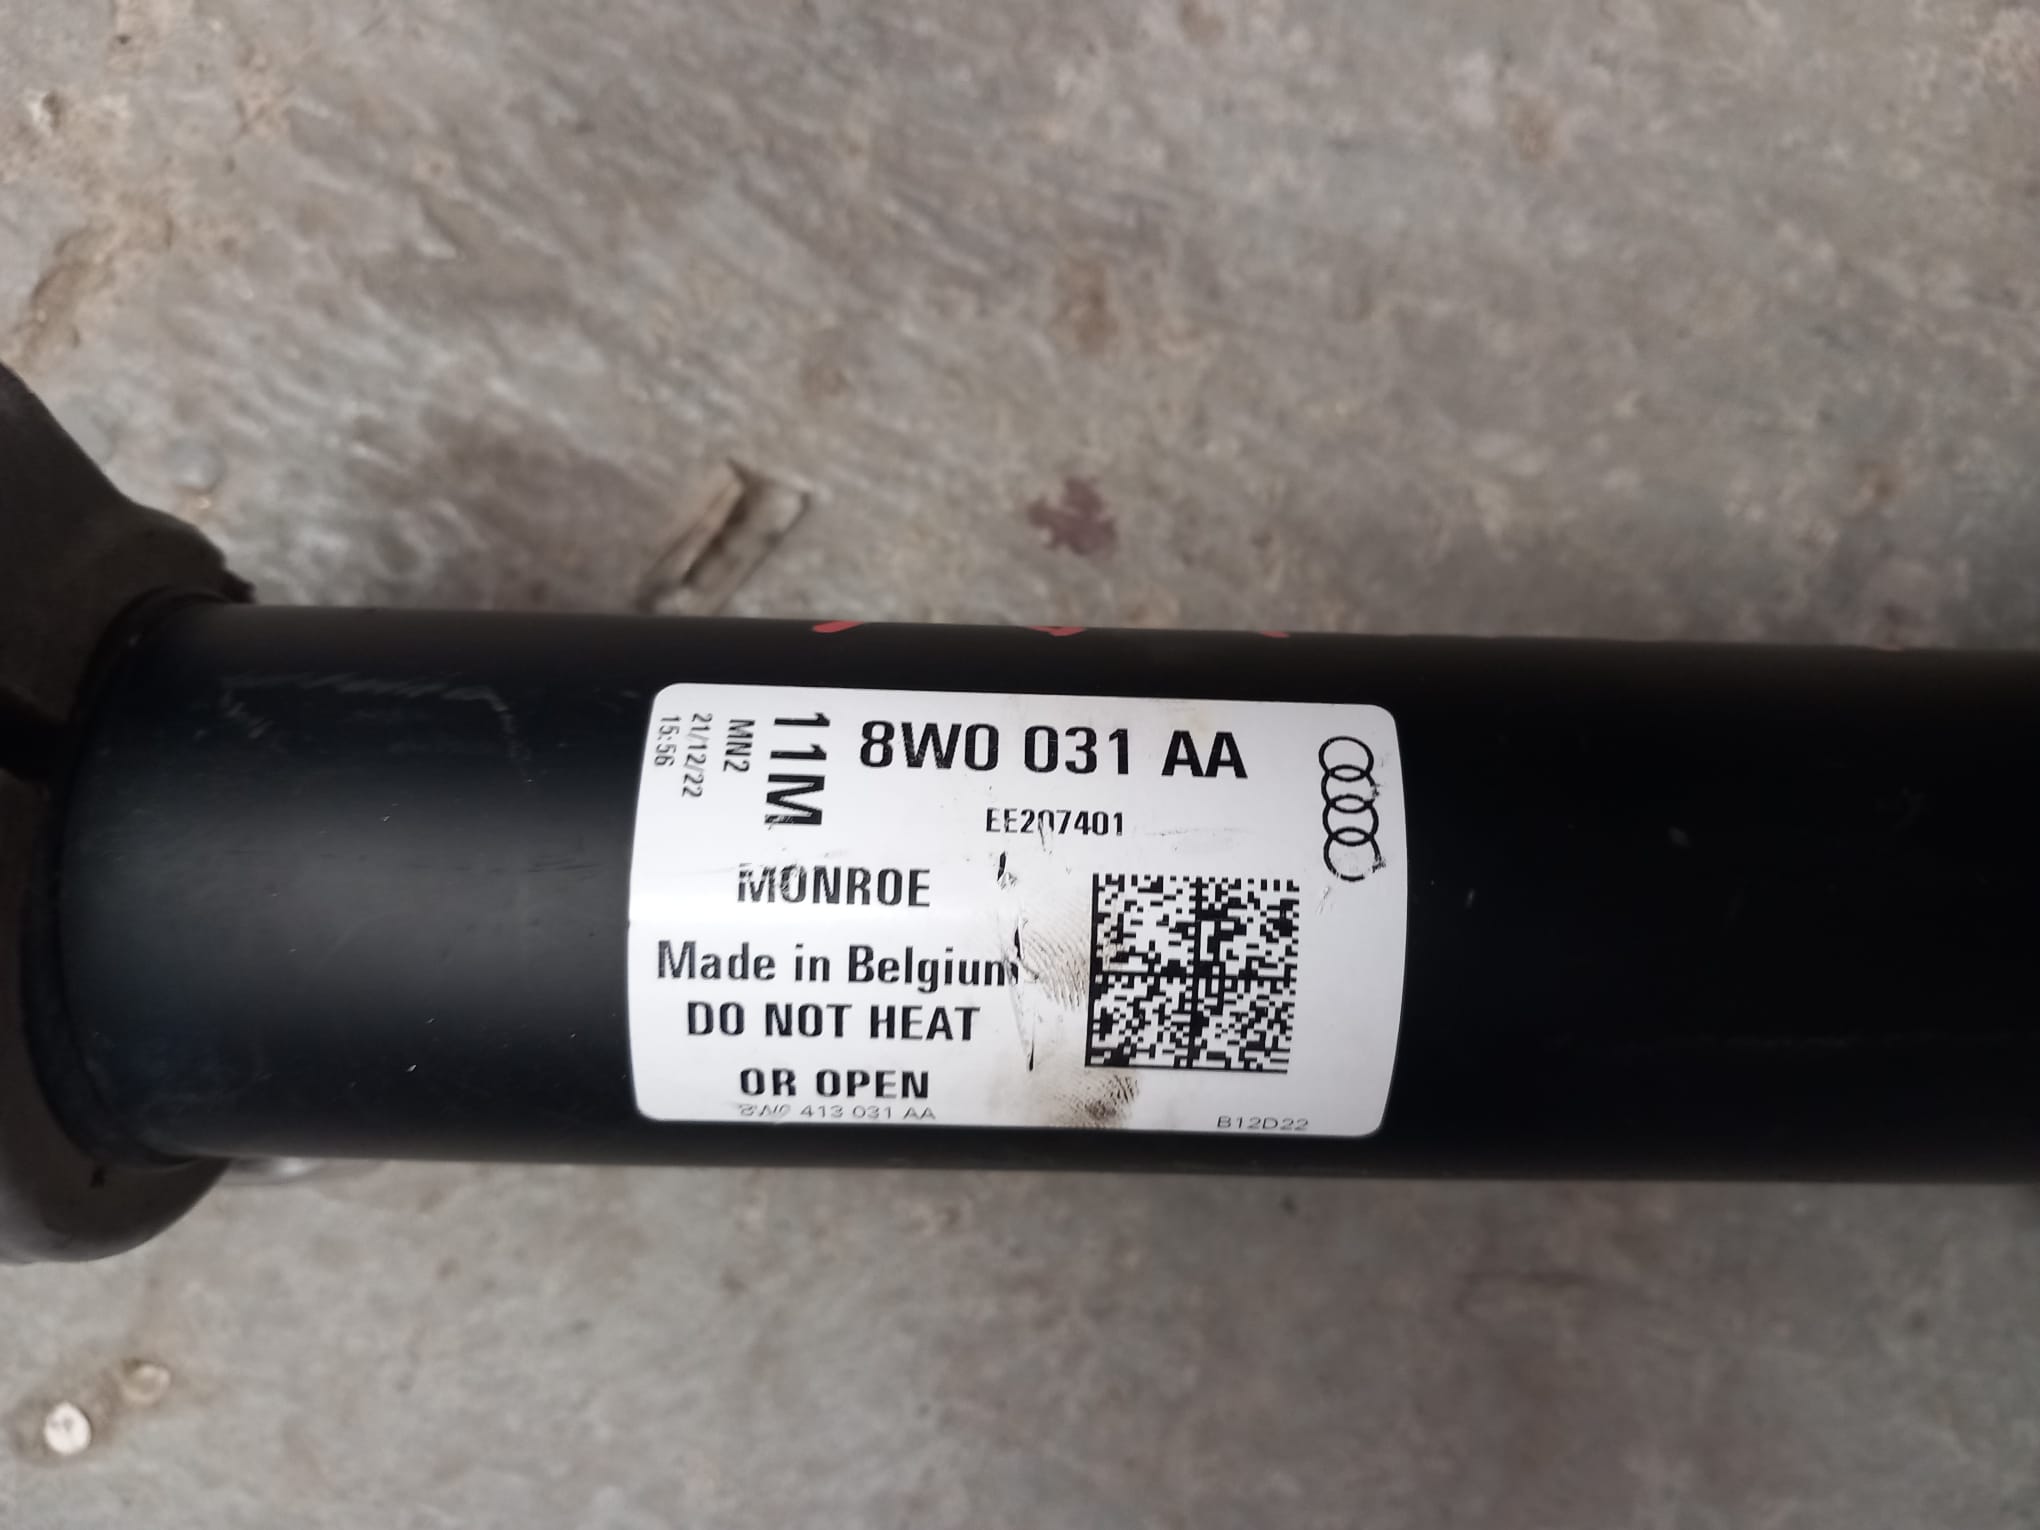 8W0 031 AA
EE207401
11M
MN2
21/12/22
15:56
MONROE
Made in Belgium
DO NOT HEAT
OR OPEN
8W0 413 031 AA
B12D22